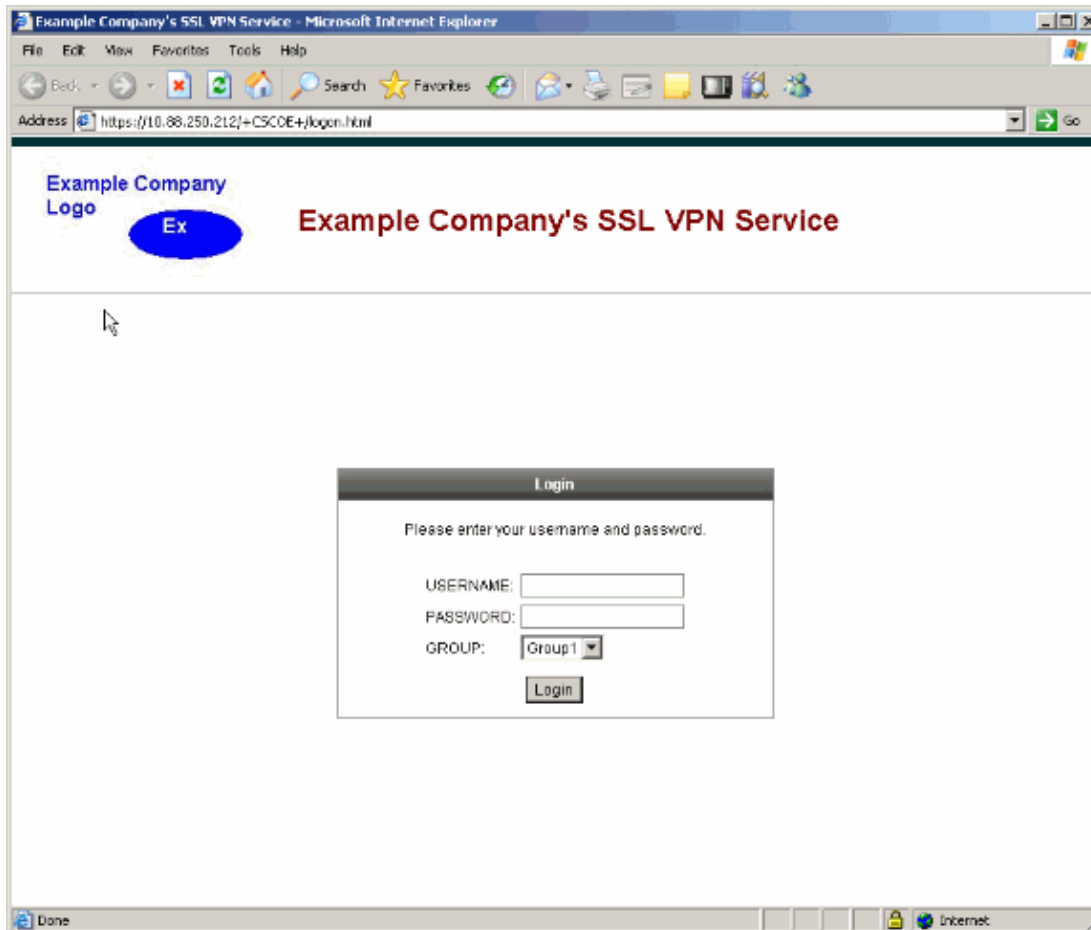 Example Company's SSL VPN Service - Microsoft Internet Explorer
File Edit View Favorites Tools Help
Back Search Favorites
Address https://10.88.250.212/+CSCOE+/logon.html Go
Example Company
Logo
Ex
Example Company's SSL VPN Service
Login
Please enter your username and password.
USERNAME:
PASSWORD:
GROUP: Group1
Login
Done Internet